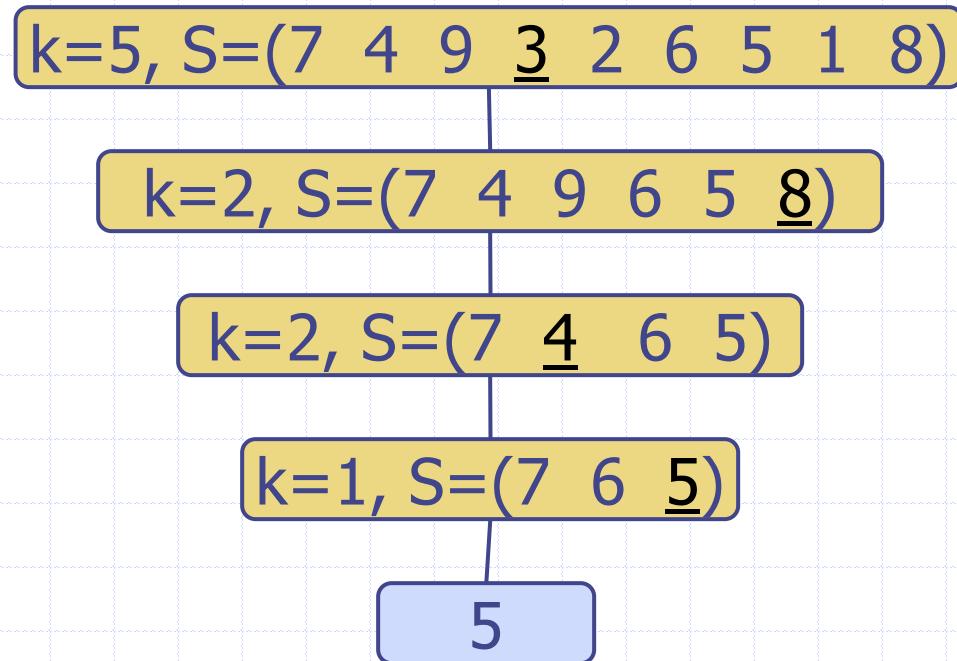 k=5, S=(7 4 9 3 2 6 5 1 8)
k=2, S=(7 4 9 6 5 8)
k=2, S=(7 4 6 5)
k=1, S=(7 6 5)
5